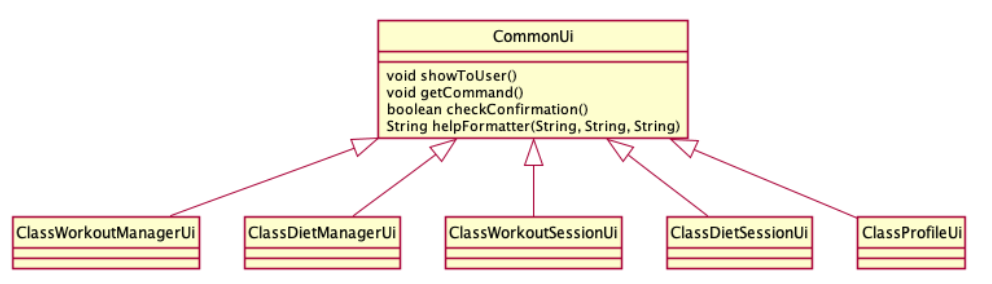 CommonUi
void showToUser()
void getCommand()
boolean checkConfirmation()
String helpFormatter(String, String, String)
ClassWorkoutManagerUi
ClassDietManagerUi
ClassWorkoutSessionUi
ClassDietSessionUi
ClassProfileUi